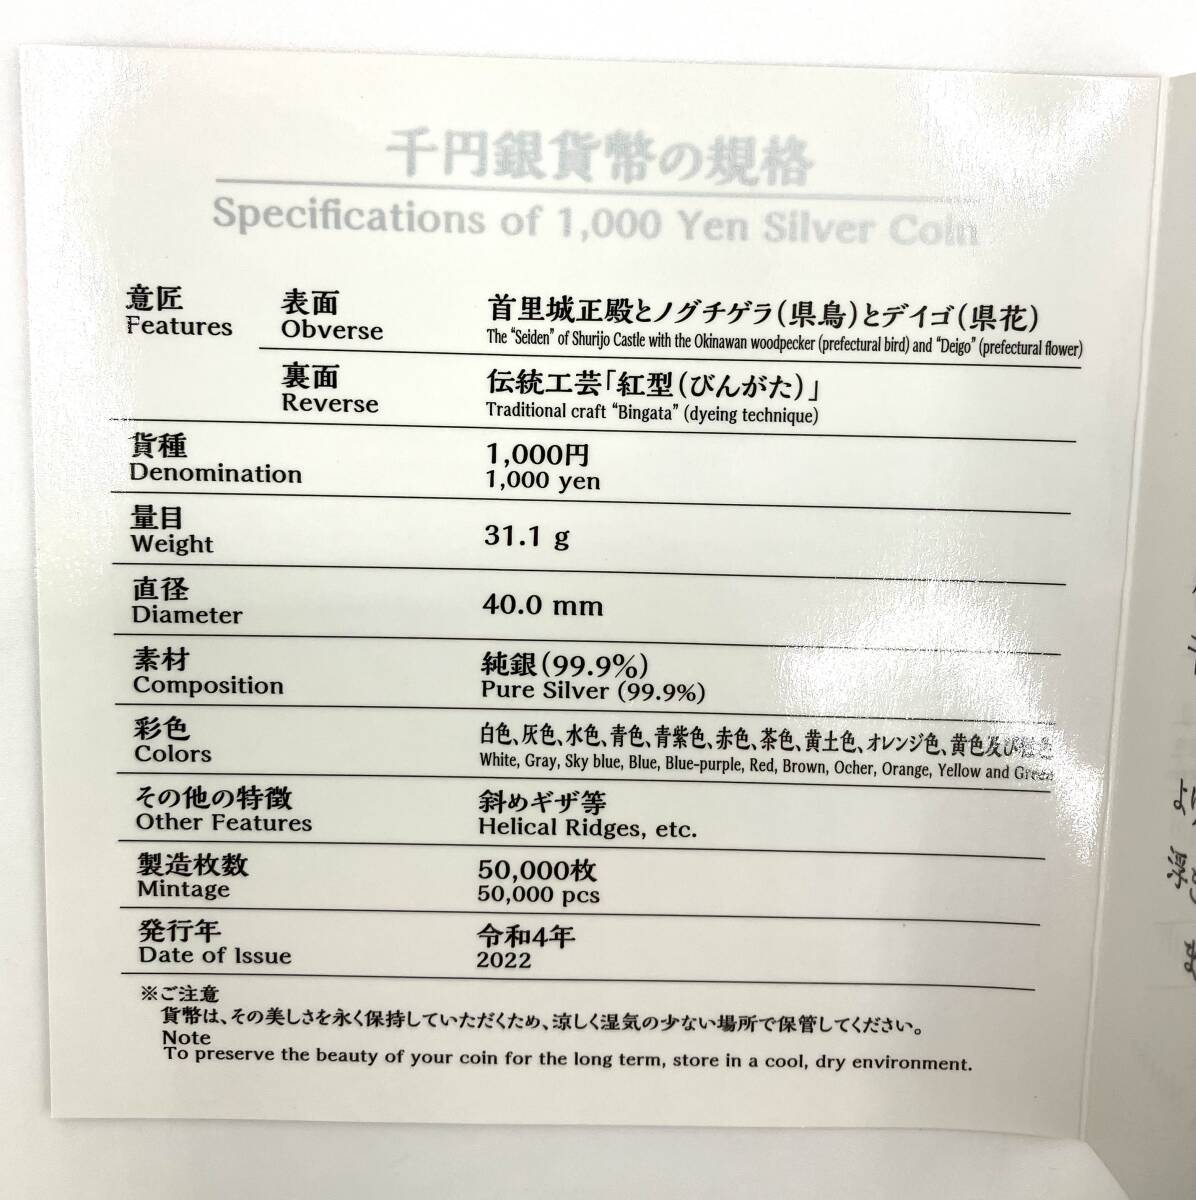 千円銀貨幣の規格
Specifications of 1,000 Yen Silver Coin
意匠
Features
表面
Obverse
首里城正殿とノグチゲラ(県鳥)とデイゴ(県花)
The “Seiden” of Shurijo Castle with the Okinawan woodpecker (prefectural bird) and “Deigo” (prefectural flower)
裏面
Reverse
伝統工芸「紅型(びんがた)」
Traditional craft “Bingata” (dyeing technique)
貨種
Denomination
1,000円
1,000 yen
量目
Weight
31.1 g
直径
Diameter
40.0 mm
素材
Composition
純銀(99.9%)
Pure Silver (99.9%)
彩色
Colors
白色、灰色、水色、青色、青紫色、赤色、茶色、黄土色、オレンジ色、黄色及び緑色
White, Gray, Sky blue, Blue, Blue-purple, Red, Brown, Ocher, Orange, Yellow and Green
その他の特徴
Other Features
斜めギザ等
Helical Ridges, etc.
製造枚数
Mintage
50,000枚
50,000 pcs
発行年
Date of Issue
令和4年
2022
※ご注意
貨幣は、その美しさを永く保持していただくため、涼しく湿気の少ない場所で保管してください。
Note
To preserve the beauty of your coin for the long term, store in a cool, dry environment.